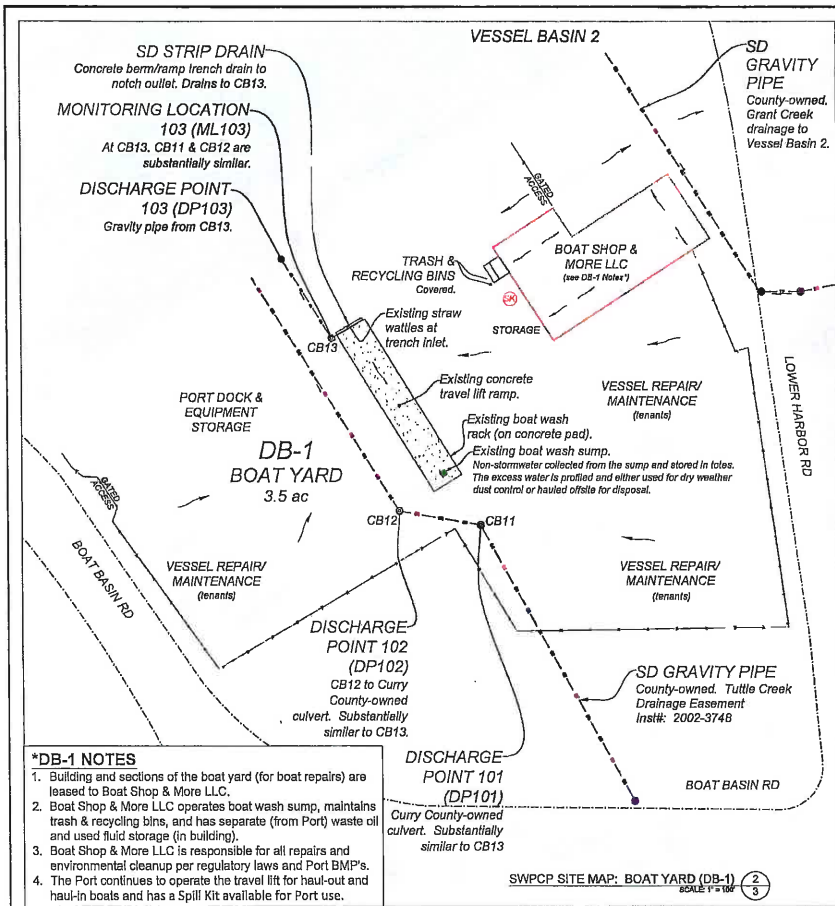 VESSEL BASIN 2
SD STRIP DRAIN
Concrete berm/ramp trench drain to
notch outlet. Drains to CB13.
MONITORING LOCATION
103 (ML103)
At CB13. CB11 & CB12 are
substantially similar.
DISCHARGE POINT
103 (DP103)
Gravity pipe from CB13.
SD
GRAVITY
PIPE
County-owned.
Grant Creek
drainage to
Vessel Basin 2.
GATED
ACCESS
TRASH &
RECYCLING BINS
Covered.
BOAT SHOP &
MORE LLC
(see DB-1 Notes*)
SK
STORAGE
CB13
Existing straw
wattles at
trench inlet.
Existing concrete
travel lift ramp.
PORT DOCK &
EQUIPMENT
STORAGE
DB-1
BOAT YARD
3.5 ac
VESSEL REPAIR/
MAINTENANCE
(tenants)
LOWER HARBOR RD
Existing boat wash
rack (on concrete pad).
Existing boat wash sump.
Non-stormwater collected from the sump and stored in totes.
The excess water is profiled and either used for dry weather
dust control or hauled offsite for disposal.
GATED
ACCESS
CB12
CB11
BOAT BASIN RD
VESSEL REPAIR/
MAINTENANCE
(tenants)
VESSEL REPAIR/
MAINTENANCE
(tenants)
DISCHARGE
POINT 102
(DP102)
CB12 to Curry
County-owned
culvert. Substantially
similar to CB13.
SD GRAVITY PIPE
County-owned. Tuttle Creek
Drainage Easement
Inst#: 2002-3748
DISCHARGE
POINT 101
(DP101)
Curry County-owned
culvert. Substantially
similar to CB13
BOAT BASIN RD
*DB-1 NOTES
1. Building and sections of the boat yard (for boat repairs) are
leased to Boat Shop & More LLC.
2. Boat Shop & More LLC operates boat wash sump, maintains
trash & recycling bins, and has separate (from Port) waste oil
and used fluid storage (in building).
3. Boat Shop & More LLC is responsible for all repairs and
environmental cleanup per regulatory laws and Port BMP's.
4. The Port continues to operate the travel lift for haul-out and
haul-in boats and has a Spill Kit available for Port use.
SWPCP SITE MAP: BOAT YARD (DB-1)
SCALE: 1" = 100'
2
3